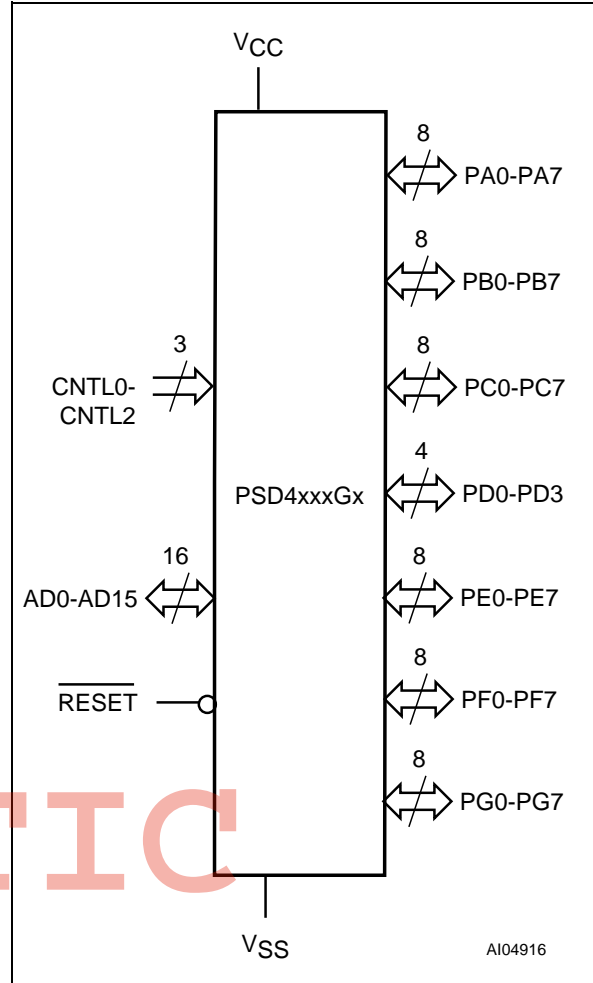 VCC
8
PA0-PA7
8
PB0-PB7
3
CNTL0-
CNTL2
8
PC0-PC7
4
PD0-PD3
PSD4xxxGx
16
AD0-AD15
8
PE0-PE7
RESET
8
PF0-PF7
8
PG0-PG7
TIC
VSS
AI04916